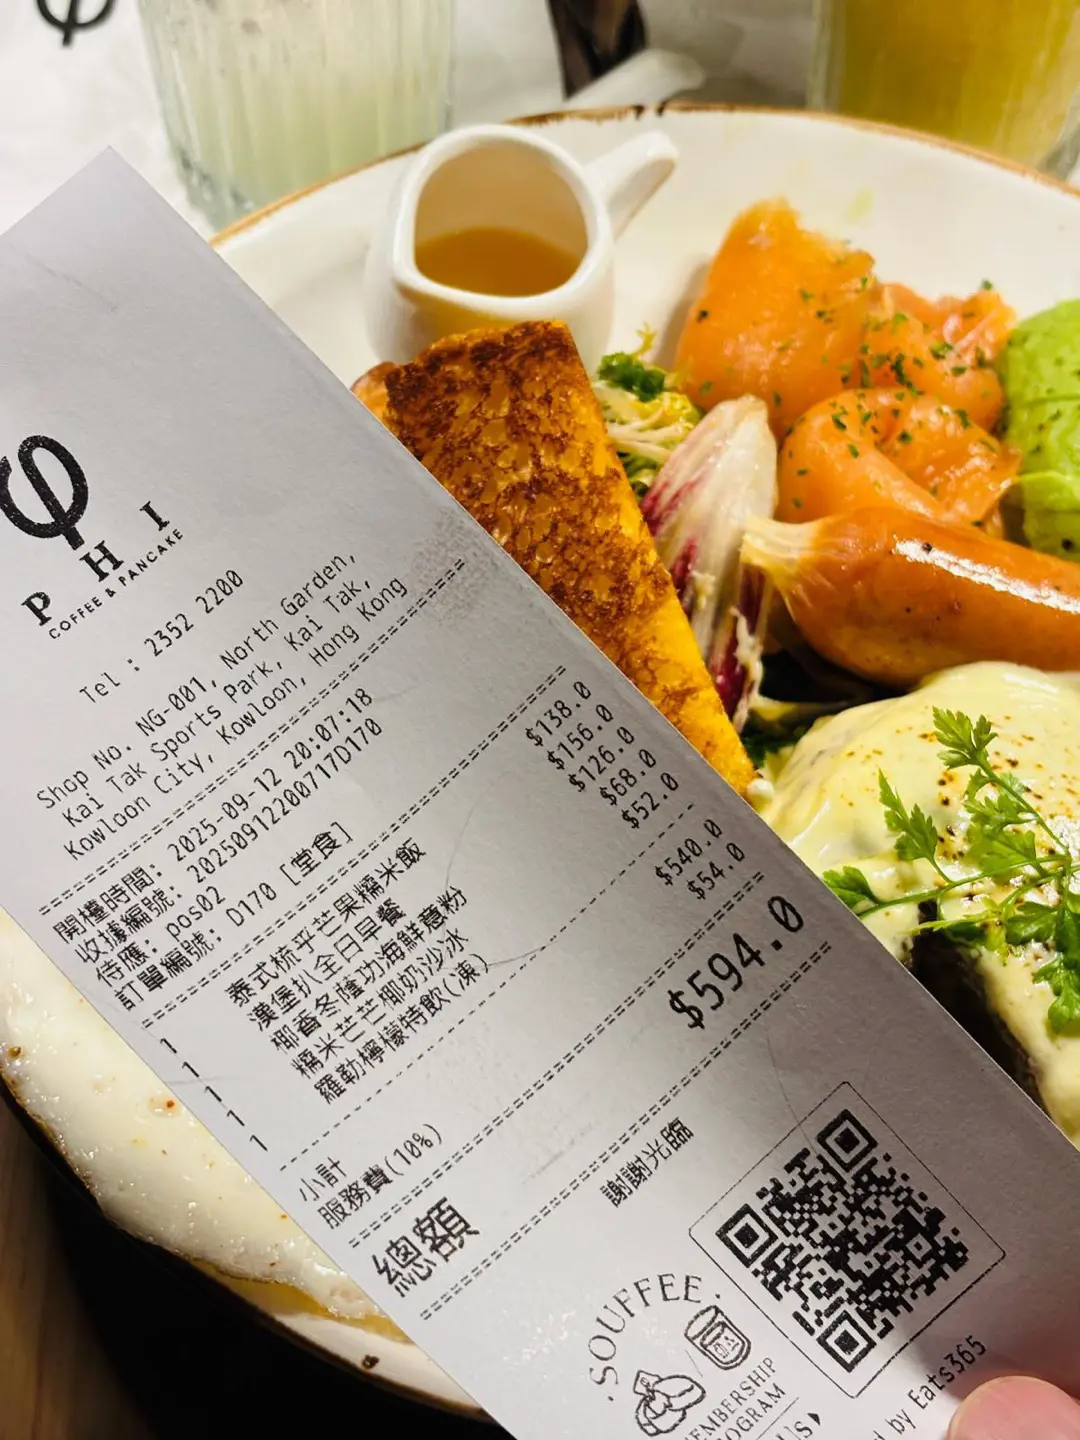 φ
PHI
COFFEE & PANCAKE
Tel : 2352 2200
Shop No. NG-001, North Garden,
Kai Tak Sports Park, Kai Tak,
Kowloon City, Kowloon, Hong Kong
開檯時間: 2025-09-12 20:07:18
收據編號: 20250912200717D170
侍應: pos02
訂單編號: D170 [堂食]
1 泰式梳乎芒果糯米飯 $138.0
1 漢堡扒全日早餐 $156.0
1 椰香冬蔭功海鮮意粉 $126.0
1 糯米芒芒椰奶沙冰 $68.0
1 羅勒檸檬特飲(凍) $52.0
小計 $540.0
服務費(10%) $54.0
總額 $594.0
謝謝光臨
SOUFFEE
MEMBERSHIP
by Eats365